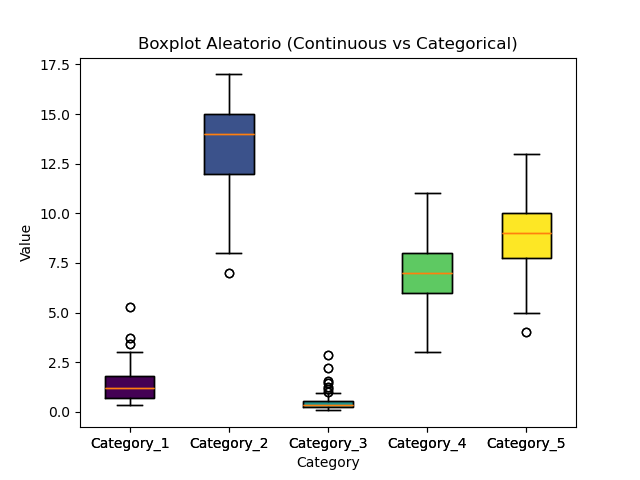 Boxplot Aleatorio (Continuous vs Categorical)
17.5
15.0
12.5
10.0
7.5
5.0
2.5
0.0
Value
Category_1 Category_2 Category_3 Category_4 Category_5
Category